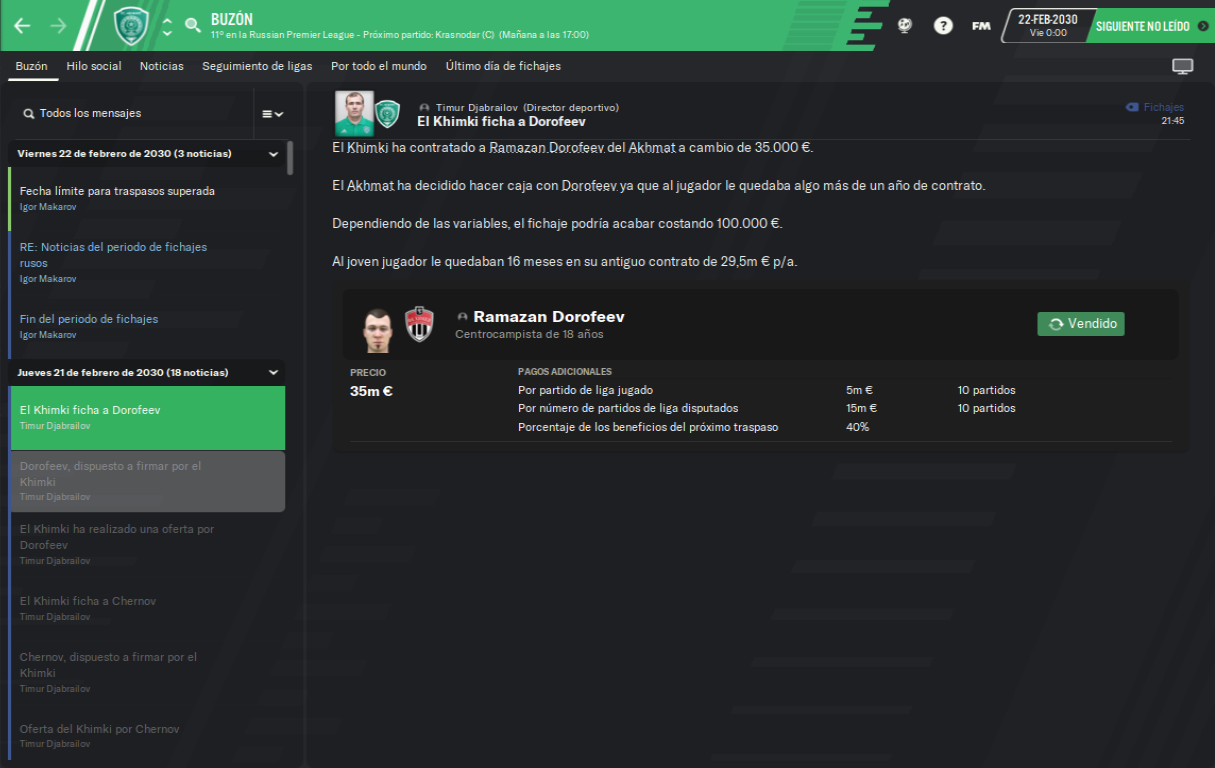 BUZÓN
11º en la Russian Premier League - Próximo partido: Krasnodar (C) (Mañana a las 17:00)
?
FM
22-FEB-2030
Vie 0:00
SIGUIENTE NO LEÍDO
Buzón Hilo social Noticias Seguimiento de ligas Por todo el mundo Último día de fichajes
Todos los mensajes
Viernes 22 de febrero de 2030 (3 noticias)
Fecha límite para traspasos superada
Igor Makarov
RE: Noticias del periodo de fichajes
rusos
Igor Makarov
Fin del periodo de fichajes
Igor Makarov
Jueves 21 de febrero de 2030 (18 noticias)
El Khimki ficha a Dorofeev
Timur Djabrailov
Dorofeev, dispuesto a firmar por el
Khimki
Timur Djabrailov
El Khimki ha realizado una oferta por
Dorofeev
Timur Djabrailov
El Khimki ficha a Chernov
Timur Djabrailov
Chernov, dispuesto a firmar por el
Khimki
Timur Djabrailov
Oferta del Khimki por Chernov
Timur Djabrailov
Timur Djabrailov (Director deportivo)
El Khimki ficha a Dorofeev
Fichajes
21:45
El Khimki ha contratado a Ramazan Dorofeev del Akhmat a cambio de 35.000 €.
El Akhmat ha decidido hacer caja con Dorofeev ya que al jugador le quedaba algo más de un año de contrato.
Dependiendo de las variables, el fichaje podría acabar costando 100.000 €.
Al joven jugador le quedaban 16 meses en su antiguo contrato de 29,5m € p/a.
Ramazan Dorofeev
Centrocampista de 18 años
Vendido
PRECIO
35m €
PAGOS ADICIONALES
Por partido de liga jugado 5m € 10 partidos
Por número de partidos de liga disputados 15m € 10 partidos
Porcentaje de los beneficios del próximo traspaso 40%